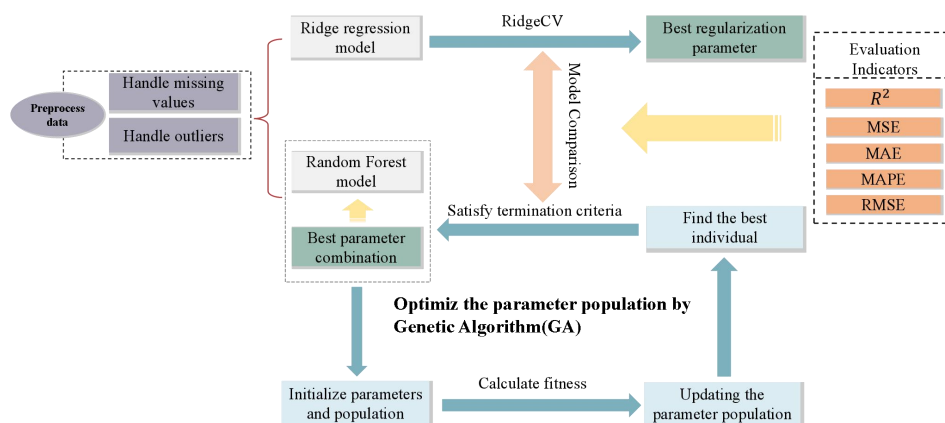 Preprocess
data
Handle missing
values
Handle outliers
Ridge regression
model
RidgeCV
Best regularization
parameter
Model Comparison
Evaluation
Indicators
R²
MSE
MAE
MAPE
RMSE
Random Forest
model
Best parameter
combination
Satisfy termination criteria
Find the best
individual
Optimiz the parameter population by
Genetic Algorithm(GA)
Initialize parameters
and population
Calculate fitness
Updating the
parameter population